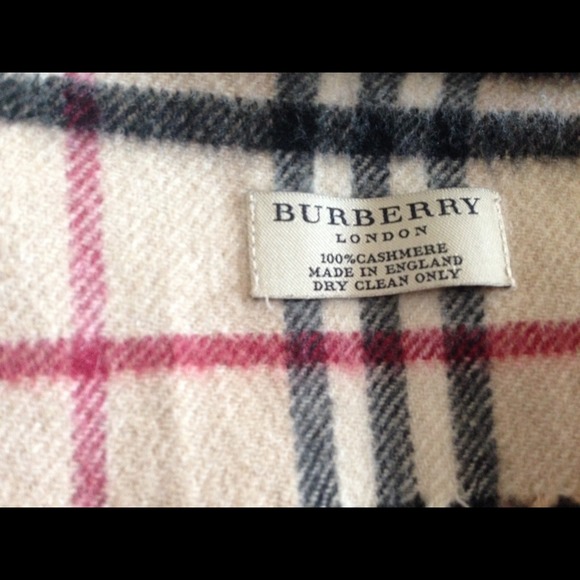 BURBERRY
LONDON
100%CASHMERE
MADE IN ENGLAND
DRY CLEAN ONLY